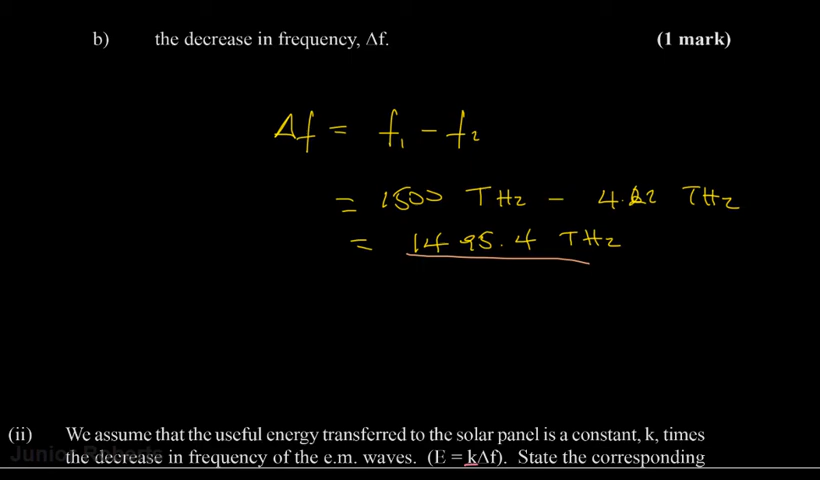 b) the decrease in frequency, Δf. (1 mark)
Δf = f₁ - f₂
= 1500 THz - THz
= 1495.4 THz
(ii) We assume that the useful energy transferred to the solar panel is a constant, k, times
Junior Roberts
the decrease in frequency of the e.m. waves. (E = kΔf). State the corresponding